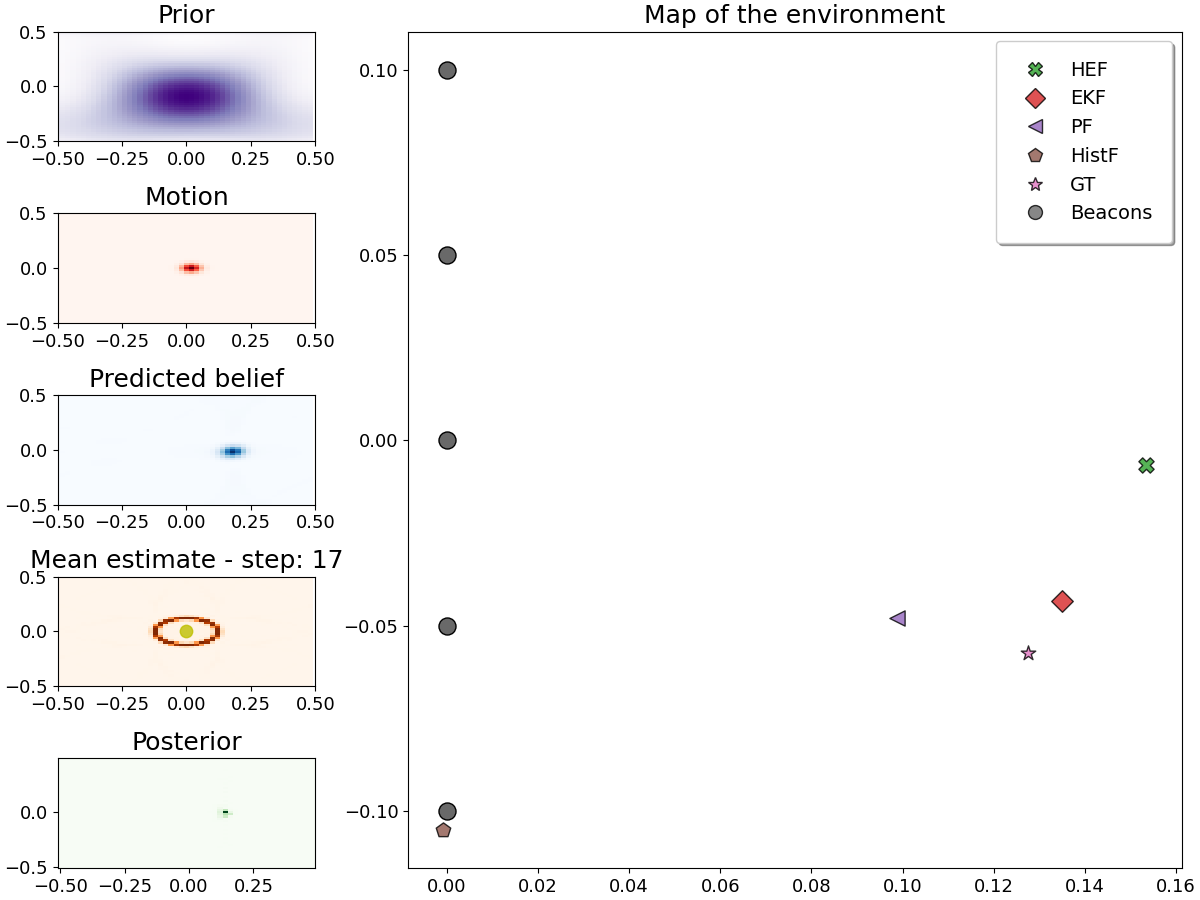 Prior
0.5
0.0
−0.5
−0.50 −0.25 0.00 0.25 0.50
Motion
0.5
0.0
−0.5
−0.50 −0.25 0.00 0.25 0.50
Predicted belief
0.5
0.0
−0.5
−0.50 −0.25 0.00 0.25 0.50
Mean estimate - step: 17
0.5
0.0
−0.5
−0.50 −0.25 0.00 0.25 0.50
Posterior
0.0
−0.5
−0.50 −0.25 0.00 0.25
Map of the environment
0.10
0.05
0.00
−0.05
−0.10
0.00 0.02 0.04 0.06 0.08 0.10 0.12 0.14 0.16
HEF
EKF
PF
HistF
GT
Beacons